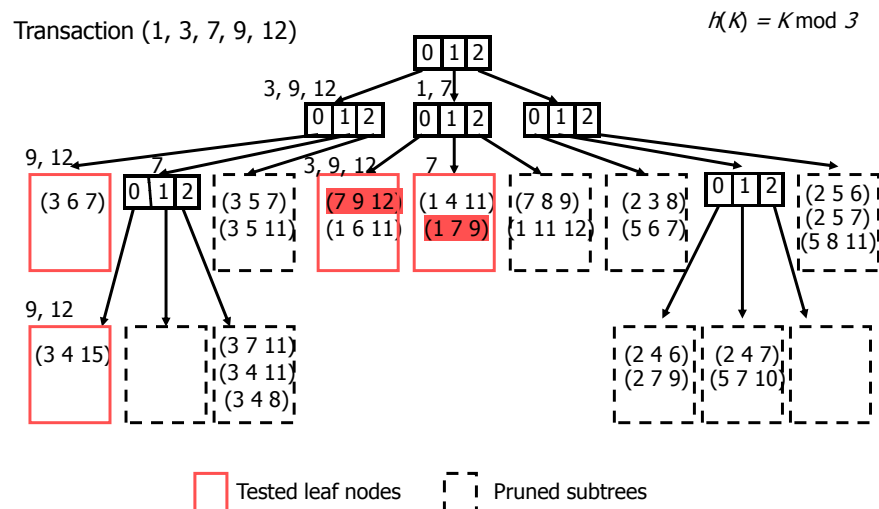 Transaction (1, 3, 7, 9, 12)
h(K) = K mod 3
0 1 2
3, 9, 12
1, 7
0 1 2
0 1 2
0 1 2
9, 12
7
3, 9, 12
7
(3 6 7)
0 1 2
(3 5 7)
(3 5 11)
(7 9 12)
(1 6 11)
(1 4 11)
(1 7 9)
(7 8 9)
(1 11 12)
(2 3 8)
(5 6 7)
0 1 2
(2 5 6)
(2 5 7)
(5 8 11)
9, 12
(3 4 15)
(3 7 11)
(3 4 11)
(3 4 8)
(2 4 6)
(2 7 9)
(2 4 7)
(5 7 10)
Tested leaf nodes
Pruned subtrees